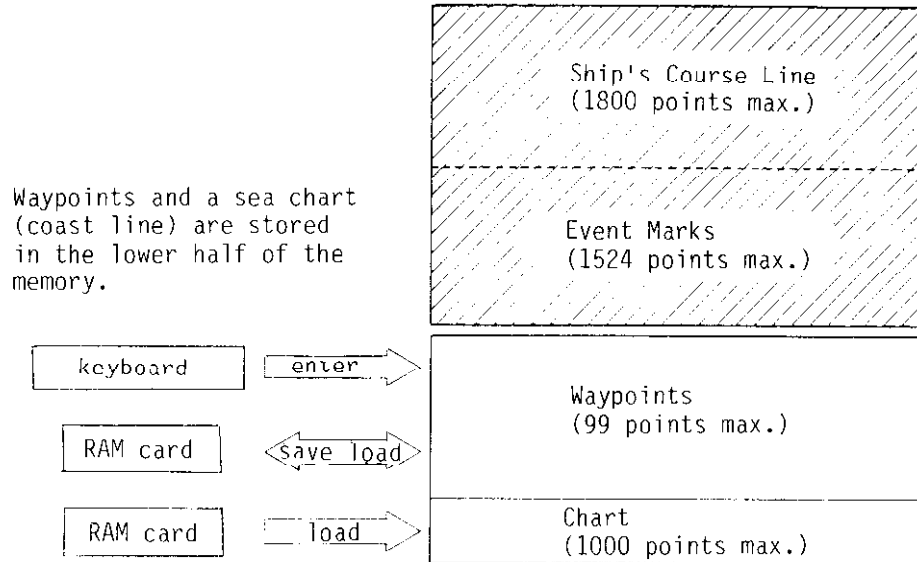 Ship's Course Line
(1800 points max.)
Waypoints and a sea chart
(coast line) are stored
in the lower half of the
memory.
Event Marks
(1524 points max.)
keyboard
enter
Waypoints
(99 points max.)
RAM card
save load
RAM card
load
Chart
(1000 points max.)